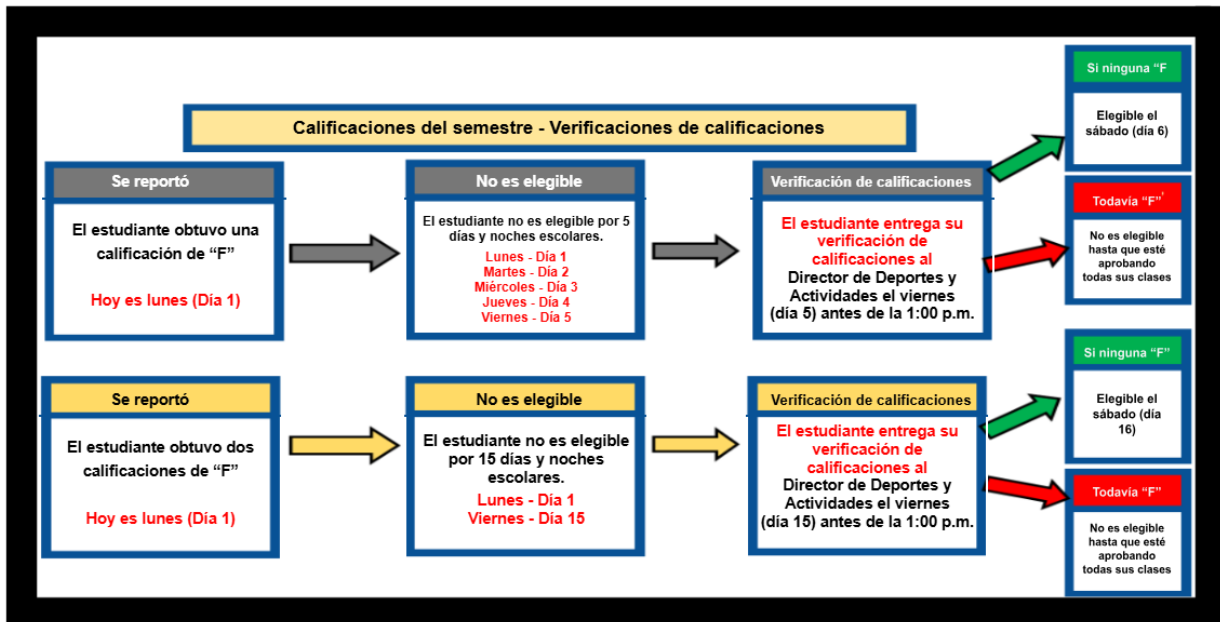 Calificaciones del semestre - Verificaciones de calificaciones
Se reportó
El estudiante obtuvo una
calificación de “F”
Hoy es lunes (Día 1)
No es elegible
El estudiante no es elegible por 5
días y noches escolares.
Lunes - Día 1
Martes - Día 2
Miércoles - Día 3
Jueves - Día 4
Viernes - Día 5
Verificación de calificaciones
El estudiante entrega su
verificación de
calificaciones al
Director de Deportes y
Actividades el viernes
(día 5) antes de la 1:00 p.m.
Si ninguna “F
Elegible el
sábado (día 6)
Todavía “F”'
No es elegible
hasta que esté
aprobando
todas sus clases
Se reportó
El estudiante obtuvo dos
calificaciones de “F”
Hoy es lunes (Día 1)
No es elegible
El estudiante no es elegible
por 15 días y noches
escolares.
Lunes - Día 1
Viernes - Día 15
Verificación de calificaciones
El estudiante entrega su
verificación de
calificaciones al
Director de Deportes y
Actividades el viernes
(día 15) antes de la 1:00 p.m.
Si ninguna “F”
Elegible el
sábado (día
16)
Todavía “F”
No es elegible
hasta que esté
aprobando
todas sus clases